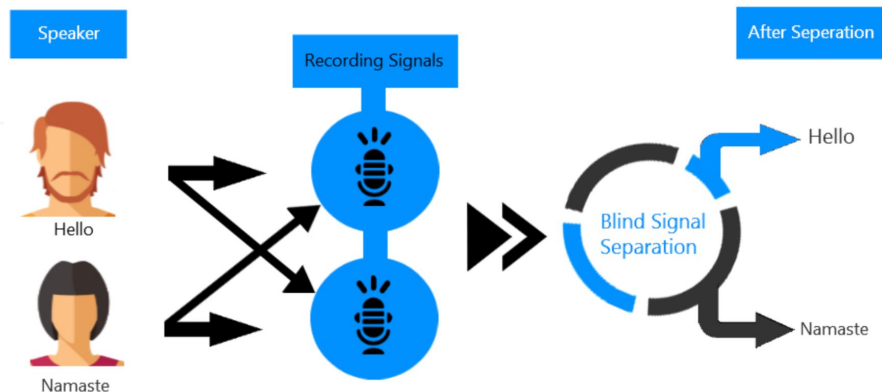 Speaker
Recording Signals
After Seperation
Hello
Namaste
Blind Signal
Separation
Hello
Namaste